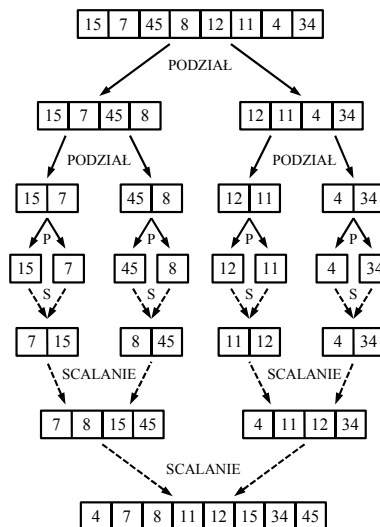 15 7 45 8 12 11 4 34
PODZIAŁ
15 7 45 8 12 11 4 34
PODZIAŁ PODZIAŁ
15 7 45 8 12 11 4 34
P P P P
15 7 45 8 12 11 4 34
S S S S
7 15 8 45 11 12 4 34
SCALANIE SCALANIE
7 8 15 45 4 11 12 34
SCALANIE
4 7 8 11 12 15 34 45